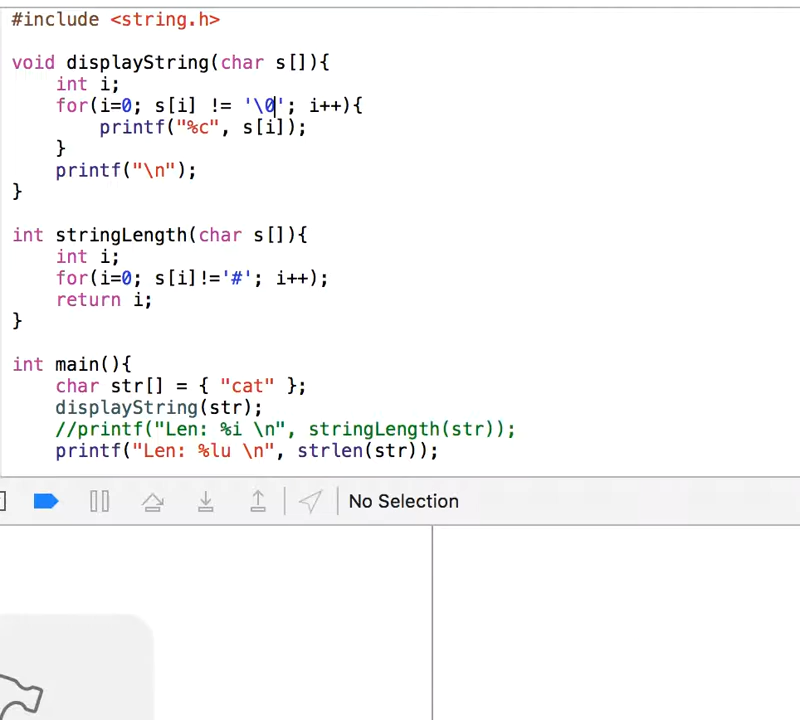 #include <string.h>
void displayString(char s[]){
    int i;
    for(i=0; s[i] != '\0'; i++){
        printf("%c", s[i]);
    }
    printf("\n");
}
int stringLength(char s[]){
    int i;
    for(i=0; s[i]!='#'; i++);
    return i;
}
int main(){
    char str[] = { "cat" };
    displayString(str);
    //printf("Len: %i \n", stringLength(str));
    printf("Len: %lu \n", strlen(str));
No Selection